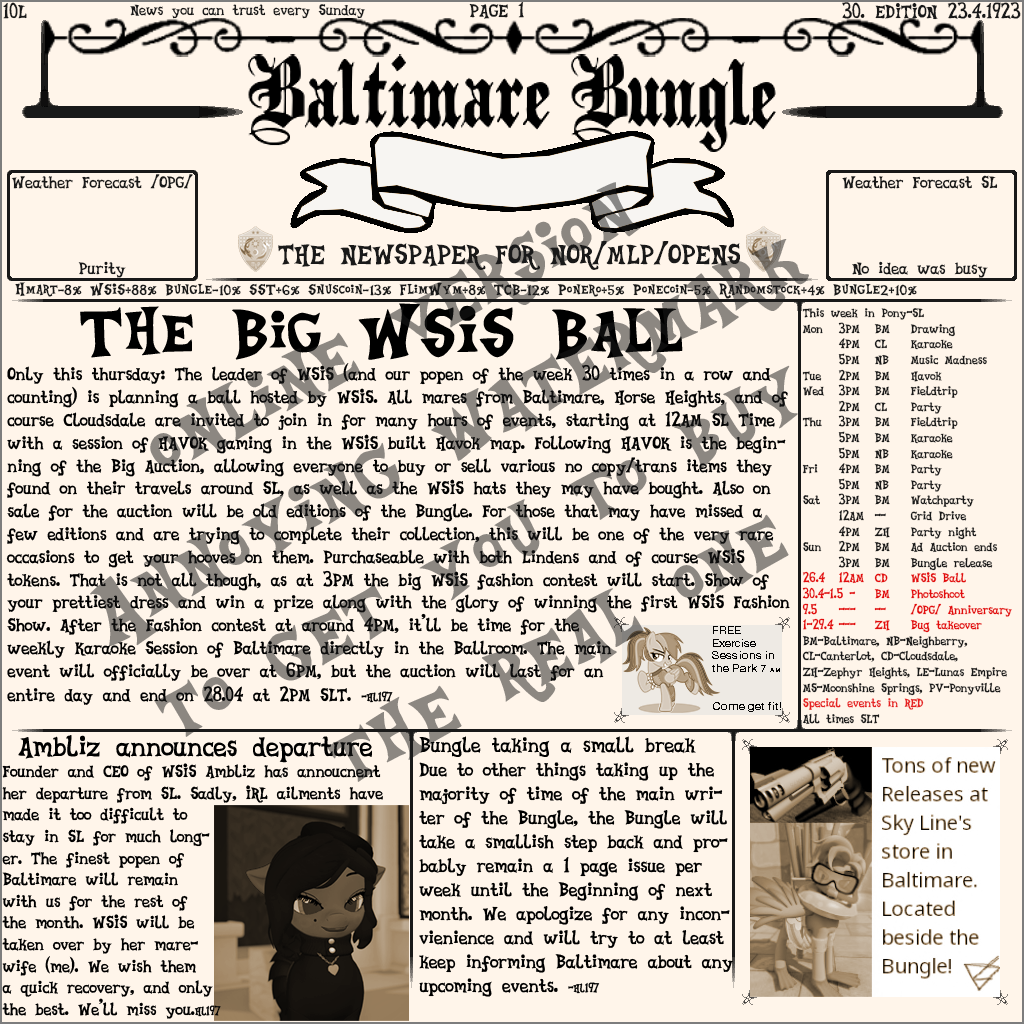 10L News you can trust every Sunday PAGE 1 30. EDITION 23.4.1923
Baltimare Bungle
Weather Forecast /OPG/
Purity
Weather Forecast SL
No idea was busy
THE NEWSPAPER FOR NOR/MLP/OPENS
HMART-8% WSiS+88% BUNGLE-10% SST+6% SNUSCOIN-13% FLIMWYM+8% TCB-12% PONERO+5% PONECOIN-5% RANDOMSTOCK+4% BUNGLE2+10%
THE BiG WSiS BALL
Only this thursday: The leader of WSiS (and our popen of the week 30 times in a row and
counting) is planning a ball hosted by WSiS. All mares from Baltimare, Horse Heights, and of
course Cloudsdale are invited to join in for many hours of events, starting at 12AM SL Time
with a session of HAVOK gaming in the WSiS built Havok map. Following HAVOK is the begin-
ning of the Big Auction, allowing everyone to buy or sell various no copy/trans items they
found on their travels around SL, as well as the WSiS hats they may have bought. Also on
sale for the auction will be old editions of the Bungle. For those that may have missed a
few editions and are trying to complete their collection, this will be one of the very rare
occasions to get your hooves on them. Purchaseable with both Lindens and of course WSiS
tokens. That is not all though, as at 3PM the big WSiS fashion contest will start. Show of
your prettiest dress and win a prize along with the glory of winning the first WSiS Fashion
Show. After the Fashion contest at around 4PM, it'll be time for the
weekly Karaoke Session of Baltimare directly in the Ballroom. The main
event will officially be over at 6PM, but the auction will last for an
entire day and end on 28.04 at 2PM SLT. -AL197
FREE
Exercise
Sessions in
the Park 7 AM
Come get fit!
ONLiNE VERSiON
ANNOYiNG WATERMARK
TO GET YOU TO BUY
THE REAL ONE
This week in Pony-SL
Mon 3PM BM Drawing
4PM CL Karaoke
5PM NB Music Madness
Tue 2PM BM Havok
Wed 3PM BM Fieldtrip
2PM CL Party
Thu 3PM BM Fieldtrip
5PM BM Karaoke
5PM NB Karaoke
Fri 4PM BM Party
5PM NB Party
Sat 3PM BM Watchparty
12AM -- Grid Drive
4PM ZH Party night
Sun 2PM BM Ad Auction ends
3PM BM Bungle release
26.4 12AM CD WSiS Ball
30.4-1.5 - BM Photoshoot
9.5 --- -- /OPG/ Anniversary
1-29.4 --- ZH Bug takeover
BM-Baltimare, NB-Neighberry,
CL-Canterlot, CD-Cloudsdale,
ZH-Zephyr Heights, LE-Lunas Empire
MS-Moonshine Springs, PV-Ponyville
Special events in RED
All times SLT
Ambliz announces departure
Founder and CEO of WSiS Ambliz has annoucnent
her departure from SL. Sadly, iRL ailments have
made it too difficult to
stay in SL for much long-
er. The finest popen of
Baltimare will remain
with us for the rest of
the month. WSiS will be
taken over by her mare-
wife (me). We wish them
a quick recovery, and only
the best. We'll miss you.AL197
Bungle taking a small break
Due to other things taking up the
majority of time of the main wri-
ter of the Bungle, the Bungle will
take a smallish step back and pro-
bably remain a 1 page issue per
week until the Beginning of next
month. We apologize for any incon-
vienience and will try to at least
keep informing Baltimare about any
upcoming events. -AL197
Tons of new
Releases at
Sky Line's
store in
Baltimare.
Located
beside the
Bungle!